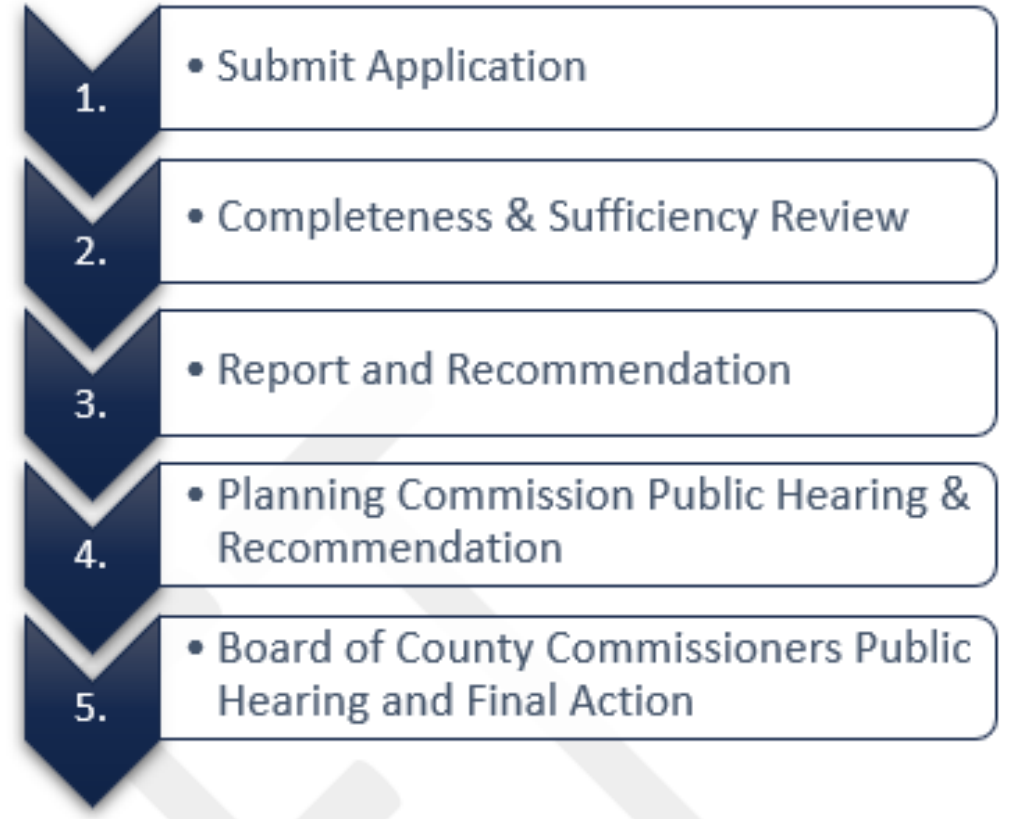 1.
• Submit Application
2.
• Completeness & Sufficiency Review
3.
• Report and Recommendation
4.
• Planning Commission Public Hearing &
Recommendation
5.
• Board of County Commissioners Public
Hearing and Final Action